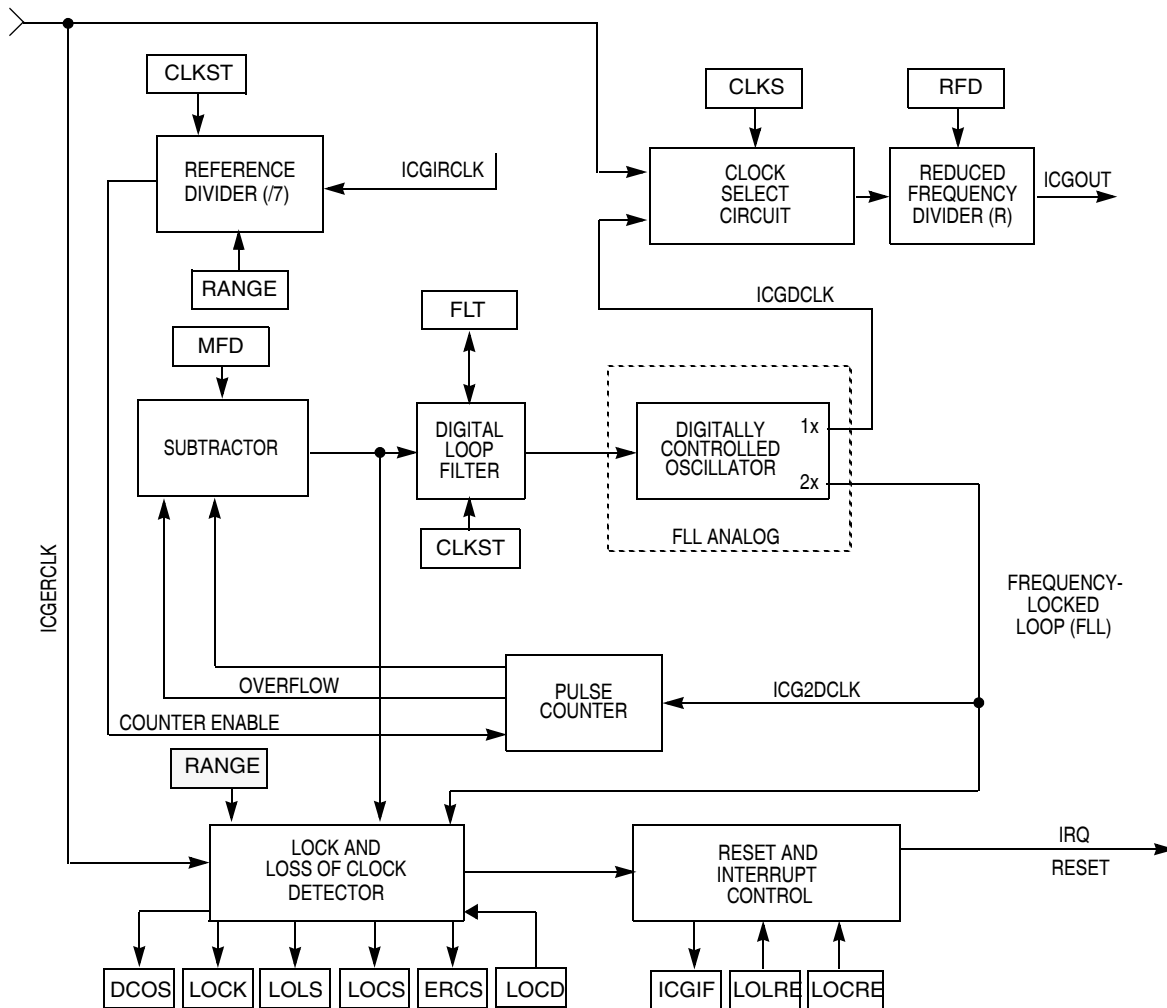 CLKST
CLKS
RFD
REFERENCE
DIVIDER (/7)
ICGIRCLK
CLOCK
SELECT
CIRCUIT
REDUCED
FREQUENCY
DIVIDER (R)
ICGOUT
RANGE
FLT
ICGDCLK
MFD
SUBTRACTOR
DIGITAL
LOOP
FILTER
DIGITALLY
CONTROLLED
OSCILLATOR
1x
2x
FLL ANALOG
CLKST
ICGERCLK
FREQUENCY-
LOCKED
LOOP (FLL)
OVERFLOW
PULSE
COUNTER
ICG2DCLK
COUNTER ENABLE
RANGE
LOCK AND
LOSS OF CLOCK
DETECTOR
RESET AND
INTERRUPT
CONTROL
IRQ
RESET
DCOS
LOCK
LOLS
LOCS
ERCS
LOCD
ICGIF
LOLRE
LOCRE